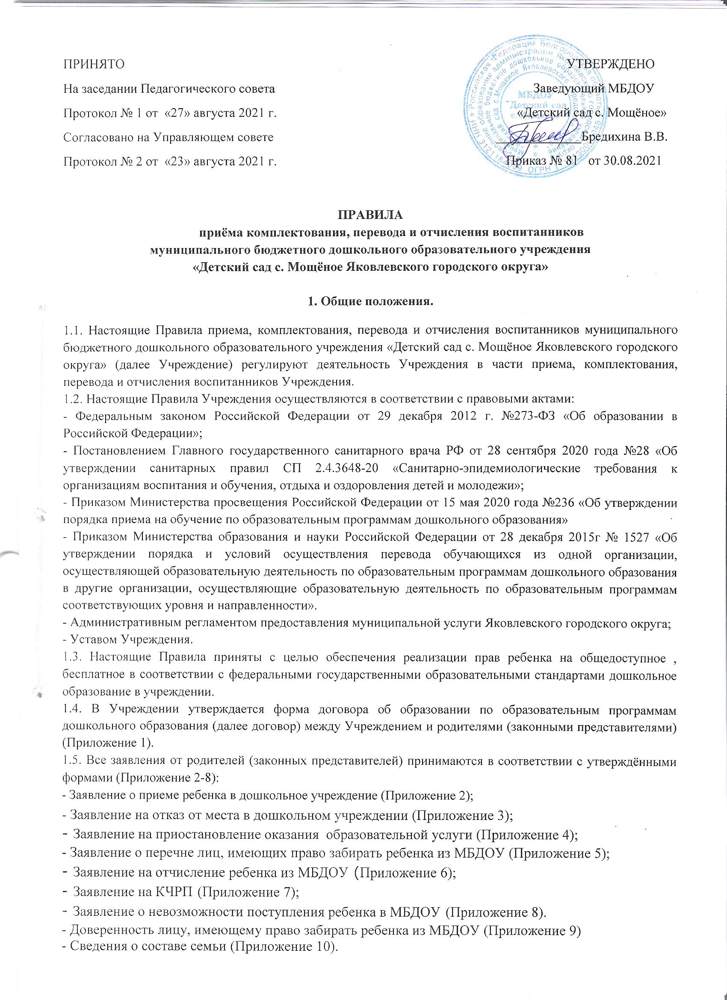 ПРИНЯТО
УТВЕРЖДЕНО
На заседании Педагогического совета
Заведующий МБДОУ
Протокол № 1 от «27» августа 2021 г.
«Детский сад с. Мощёное»
Согласовано на Управляющем совете
Бредихина В.В.
Протокол № 2 от «23» августа 2021 г.
Приказ № 81 от 30.08.2021
МБДОУ
"Детский сад
ПРАВИЛА
приёма комплектования, перевода и отчисления воспитанников
муниципального бюджетного дошкольного образовательного учреждения
«Детский сад с. Мощёное Яковлевского городского округа»
1. Общие положения.
1.1. Настоящие Правила приема, комплектования, перевода и отчисления воспитанников муниципального
бюджетного дошкольного образовательного учреждения «Детский сад с. Мощёное Яковлевского городского
округа» (далее Учреждение) регулируют деятельность Учреждения в части приема, комплектования,
перевода и отчисления воспитанников Учреждения.
1.2. Настоящие Правила Учреждения осуществляются в соответствии с правовыми актами:
- Федеральным законом Российской Федерации от 29 декабря 2012 г. №273-ФЗ «Об образовании в
Российской Федерации»;
- Постановлением Главного государственного санитарного врача РФ от 28 сентября 2020 года №28 «Об
утверждении санитарных правил СП 2.4.3648-20 «Санитарно-эпидемиологические требования к
организациям воспитания и обучения, отдыха и оздоровления детей и молодежи»;
- Приказом Министерства просвещения Российской Федерации от 15 мая 2020 года №236 «Об утверждении
порядка приема на обучение по образовательным программам дошкольного образования»
- Приказом Министерства образования и науки Российской Федерации от 28 декабря 2015г № 1527 «Об
утверждении порядка и условий осуществления перевода обучающихся из одной организации,
осуществляющей образовательную деятельность по образовательным программам дошкольного образования
в другие организации, осуществляющие образовательную деятельность по образовательным программам
соответствующих уровня и направленности».
- Административным регламентом предоставления муниципальной услуги Яковлевского городского округа;
- Уставом Учреждения.
1.3. Настоящие Правила приняты с целью обеспечения реализации прав ребенка на общедоступное ,
бесплатное в соответствии с федеральными государственными образовательными стандартами дошкольное
образование в учреждении.
1.4. В Учреждении утверждается форма договора об образовании по образовательным программам
дошкольного образования (далее договор) между Учреждением и родителями (законными представителями)
(Приложение 1).
1.5. Все заявления от родителей (законных представителей) принимаются в соответствии с утверждёнными
формами (Приложение 2-8):
- Заявление о приеме ребенка в дошкольное учреждение (Приложение 2);
- Заявление на отказ от места в дошкольном учреждении (Приложение 3);
- Заявление на приостановление оказания образовательной услуги (Приложение 4);
- Заявление о перечне лиц, имеющих право забирать ребенка из МБДОУ (Приложение 5);
- Заявление на отчисление ребенка из МБДОУ (Приложение 6);
- Заявление на КЧРП (Приложение 7);
- Заявление о невозможности поступления ребенка в МБДОУ (Приложение 8).
- Доверенность лицу, имеющему право забирать ребенка из МБДОУ (Приложение 9)
- Сведения о составе семьи (Приложение 10).